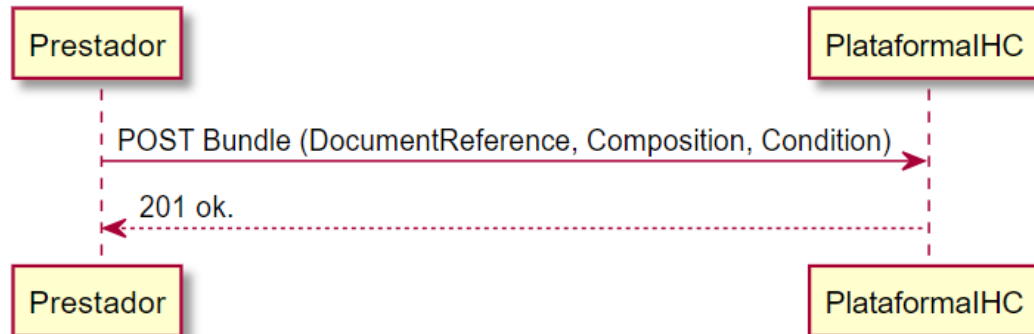 Prestador
PlataformaIHC
POST Bundle (DocumentReference, Composition, Condition)
201 ok.
Prestador
PlataformaIHC